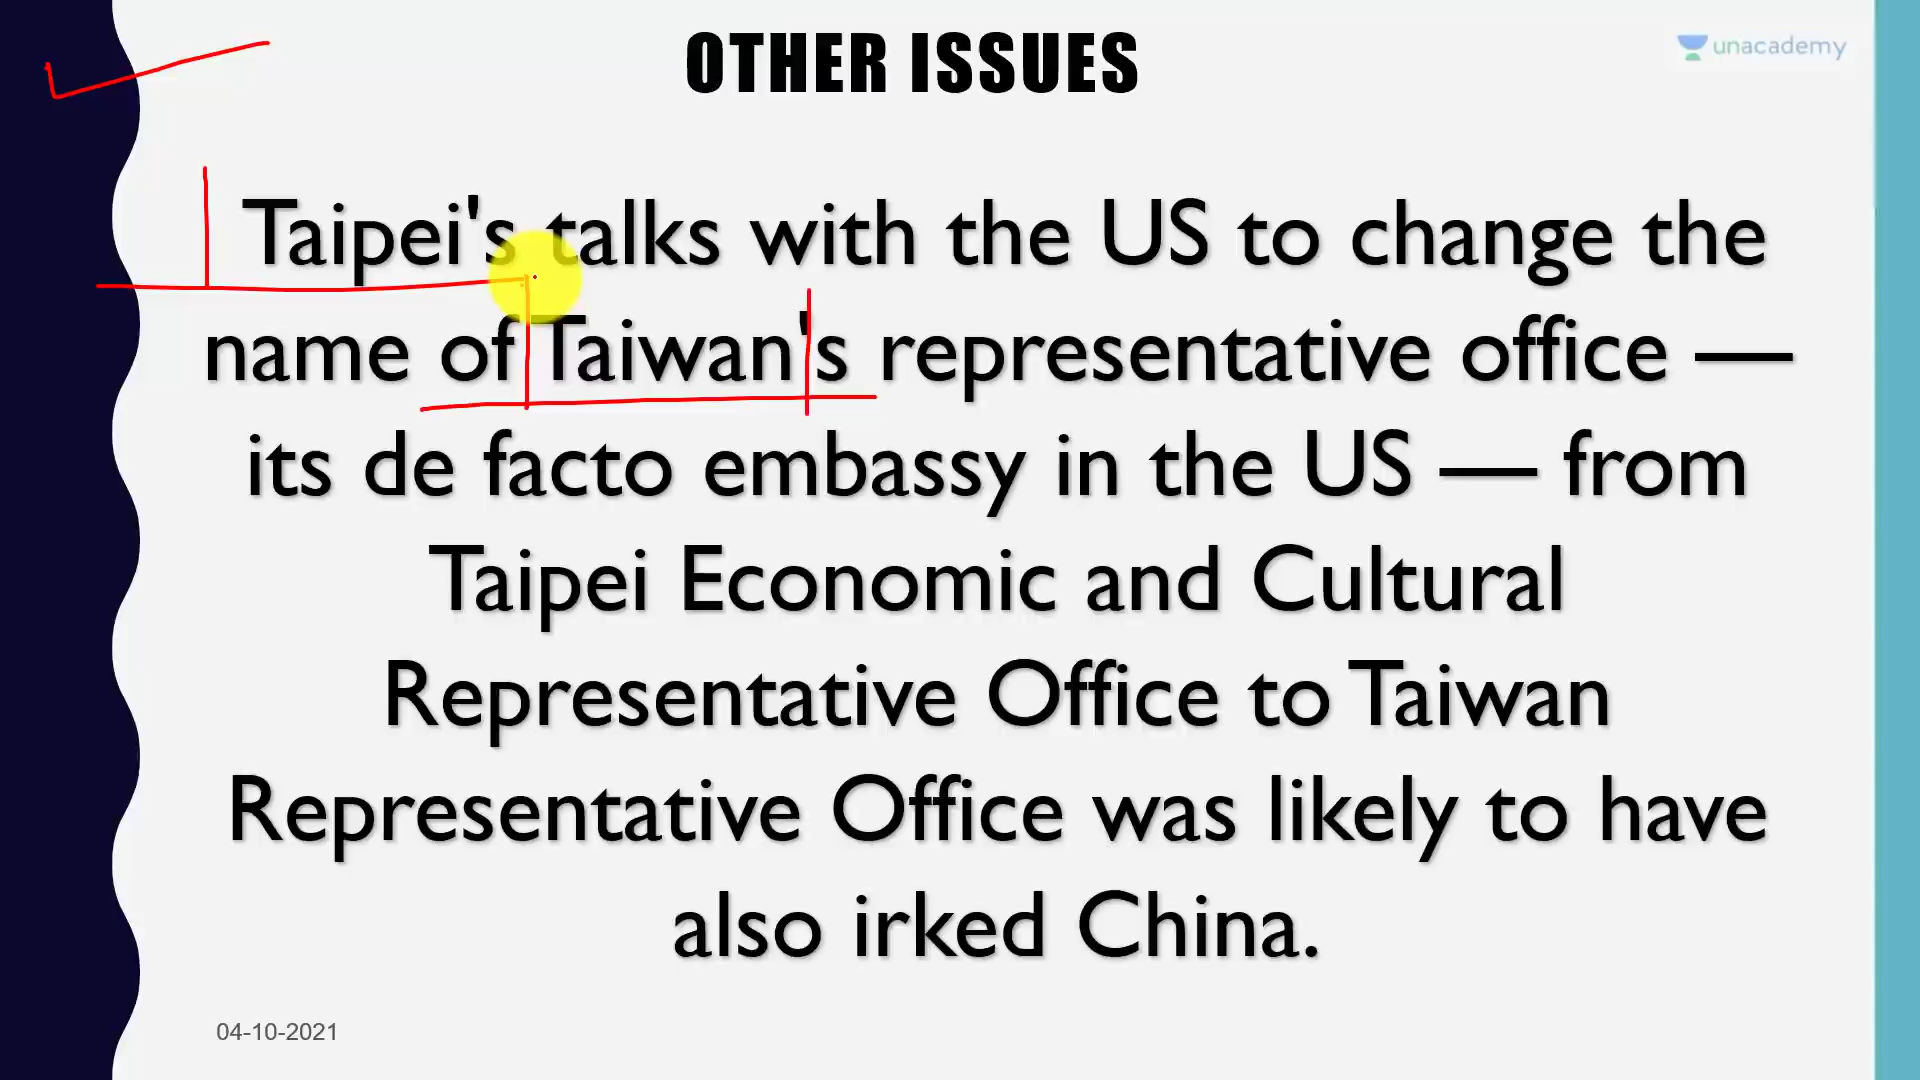 OTHER ISSUES
unacademy
Taipei's talks with the US to change the
name of Taiwan's representative office —
its de facto embassy in the US — from
Taipei Economic and Cultural
Representative Office to Taiwan
Representative Office was likely to have
also irked China.
04-10-2021